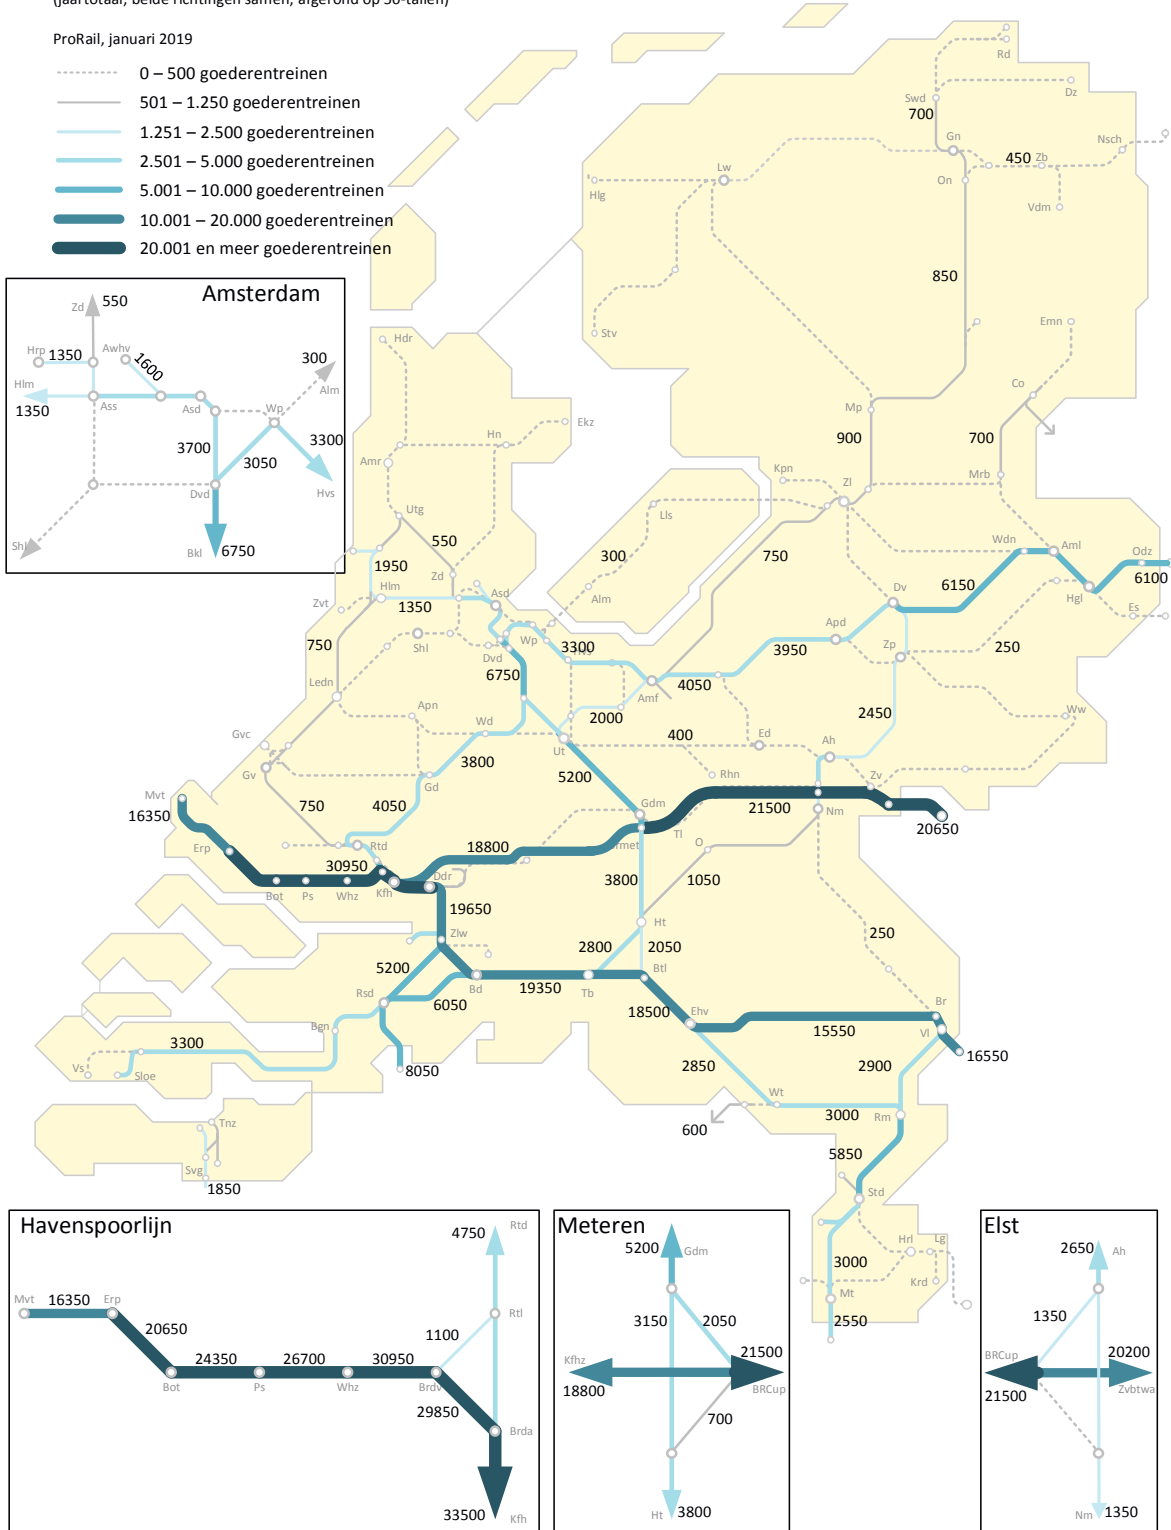 (jaartotaal, beide richtingen samen, afgerond op 50-tallen)
ProRail, januari 2019
0 – 500 goederentreinen
501 – 1.250 goederentreinen
1.251 – 2.500 goederentreinen
2.501 – 5.000 goederentreinen
5.001 – 10.000 goederentreinen
10.001 – 20.000 goederentreinen
20.001 en meer goederentreinen
Rd
Dz
Swd
700
Gn
Nsch
450
Zb
On
Vdm
Lw
Hlg
850
Stv
Emn
Co
Mp
900
700
Mrb
Kpn
Zl
Hdr
Ekz
Hn
Amr
Utg
550
Zd
1950
Hlm
1350
Zvt
Asd
Lls
300
Alm
750
Wdn
Aml
Odz
6150
6100
Dv
Hgl
Es
Apd
3950
Zp
250
Shl
Wp
3300
Dvd
750
6750
Ledn
Amf
4050
2450
Ww
Apn
2000
Wd
400
Ut
Ed
Ah
Gvc
Gv
3800
Gd
5200
Rhn
Zv
Mvt
16350
750
4050
Gdm
21500
Nm
20650
Tl
Erp
Rtd
18800
O
30950
Ddr
3800
1050
Bot
Ps
Whz
Kfh
19650
Ht
Zlw
2800
2050
250
5200
Btl
Bd
19350
Tb
Rsd
6050
18500
Ehv
Br
Bgn
15550
Vl
3300
16550
Vs
Sloe
8050
2850
2900
Wt
3000
Rm
600
Tnz
5850
Svg
1850
Std
Hrl
Lg
3000
Krd
Mt
2550
Amsterdam
Zd
550
Hrp
1350
Awhv
1600
300
Alm
Hlm
1350
Ass
Asd
Wp
3700
3050
3300
Dvd
Hvs
Shl
Bkl
6750
Havenspoorlijn
4750
Rtd
Mvt
16350
Erp
Rtl
20650
1100
24350
26700
30950
Bot
Ps
Whz
Brdv
29850
Brda
33500
Kfh
Meteren
5200
Gdm
3150
2050
Kfhz
21500
18800
BRCup
700
Ht
3800
Elst
2650
Ah
1350
BRCup
20200
21500
Zvbtwa
Nm
1350